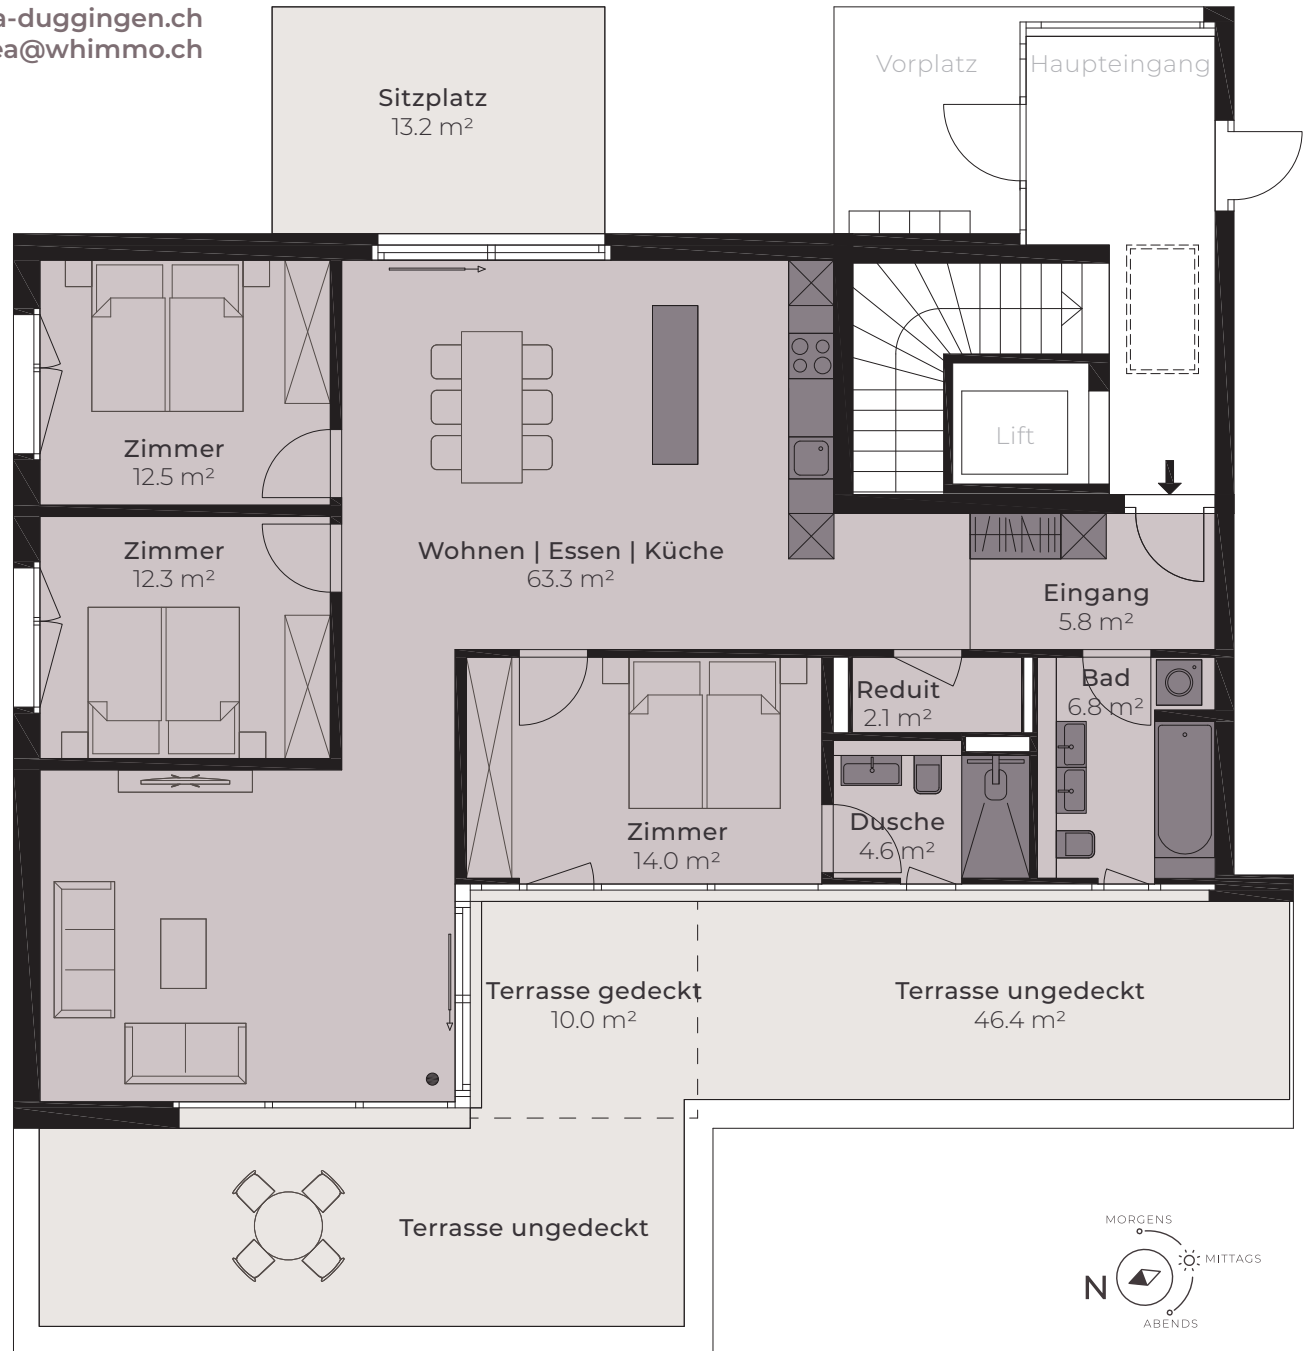 a-duggingen.ch
ea@whimmo.ch
Sitzplatz
13.2 m²
Vorplatz
Haupteingang
Zimmer
12.5 m²
Lift
Zimmer
12.3 m²
Wohnen | Essen | Küche
63.3 m²
Eingang
5.8 m²
Reduit
2.1 m²
Bad
6.8 m²
Zimmer
14.0 m²
Dusche
4.6 m²
Terrasse gedeckt
10.0 m²
Terrasse ungedeckt
46.4 m²
Terrasse ungedeckt
MORGENS
MITTAGS
N
ABENDS